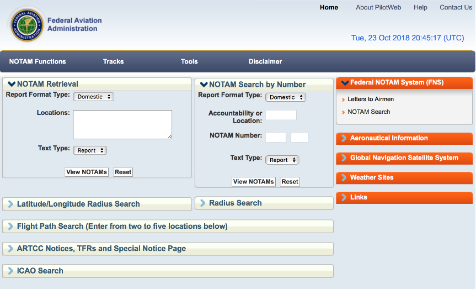 Home About PilotWeb Help Contact Us
Federal Aviation
Administration
Tue, 23 Oct 2018 20:45:17 (UTC)
NOTAM Functions Tracks Tools Disclaimer
NOTAM Retrieval
Report Format Type: Domestic
Locations:
Text Type: Report
View NOTAMs Reset
NOTAM Search by Number
Report Format Type: Domestic
Accountability or
Location:
NOTAM Number:
Text Type: Report
View NOTAMs Reset
Federal NOTAM System (FNS)
Letters to Airmen
NOTAM Search
Aeronautical Information
Global Navigation Satellite System
Weather Sites
Links
Latitude/Longitude Radius Search
Radius Search
Flight Path Search (Enter from two to five locations below)
ARTCC Notices, TFRs and Special Notice Page
ICAO Search